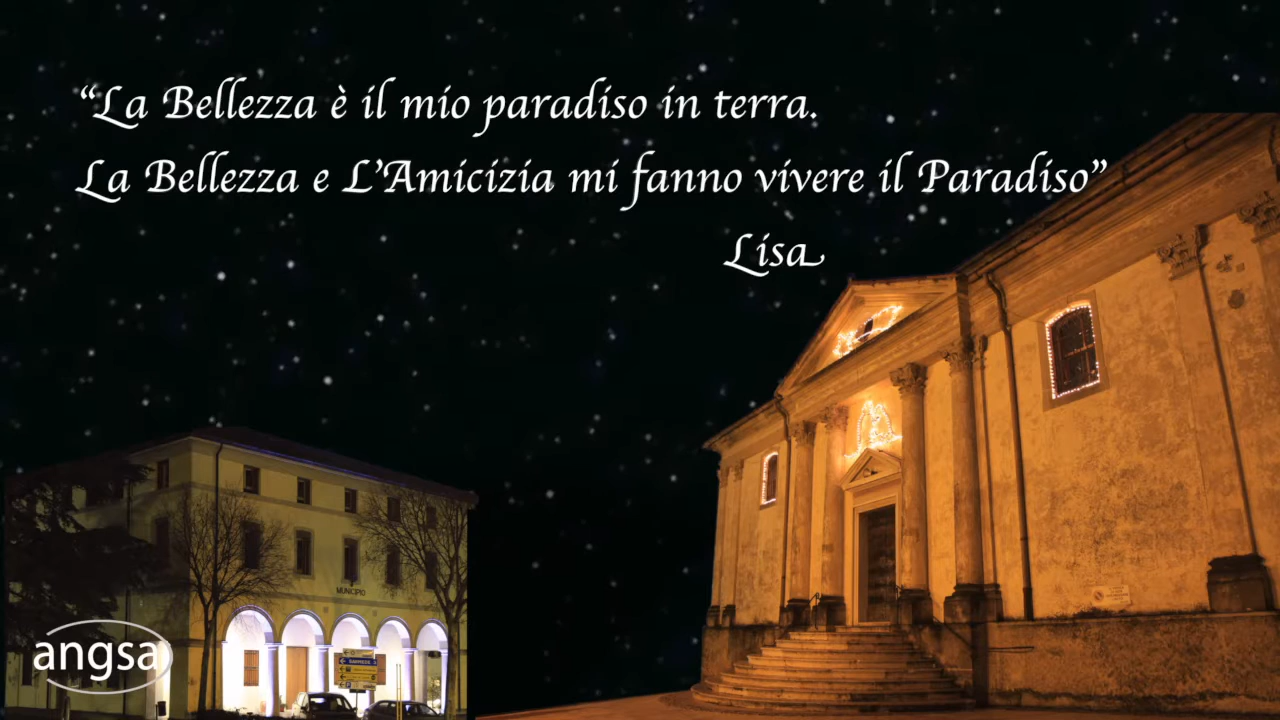 “La Bellezza è il mio paradiso in terra.
La Bellezza e L’Amicizia mi fanno vivere il Paradiso”
Lisa
MUNICIPIO
angsa